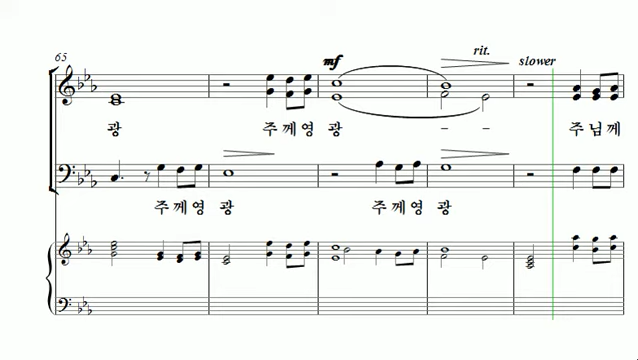 65
mf
rit.
slower
광 주께영 광 - - 주님께
주께영 광 주께영 광